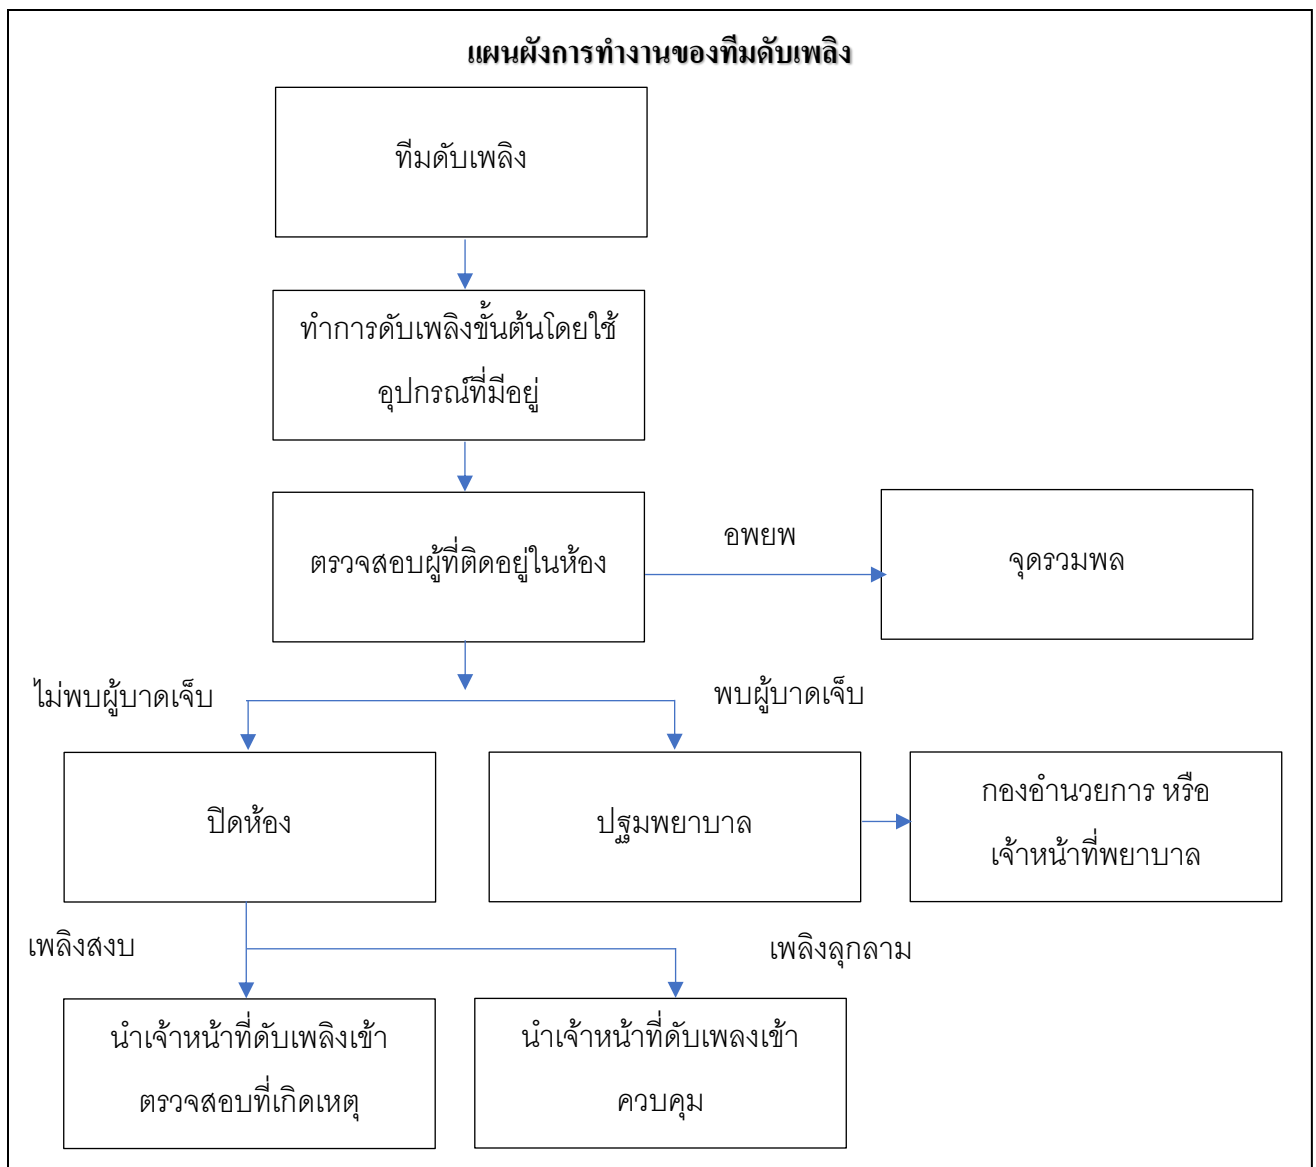 แผนผังการทำงานของทีมดับเพลิง
ทีมดับเพลิง
ทำการดับเพลิงขั้นต้นโดยใช้
อุปกรณ์ที่มีอยู่
ตรวจสอบผู้ที่ติดอยู่ในห้อง
อพยพ
จุดรวมพล
ไม่พบผู้บาดเจ็บ
พบผู้บาดเจ็บ
ปิดห้อง
ปฐมพยาบาล
กองอำนวยการ หรือ
เจ้าหน้าที่พยาบาล
เพลิงสงบ
เพลิงลุกลาม
นำเจ้าหน้าที่ดับเพลิงเข้า
ตรวจสอบที่เกิดเหตุ
นำเจ้าหน้าที่ดับเพลงเข้า
ควบคุม